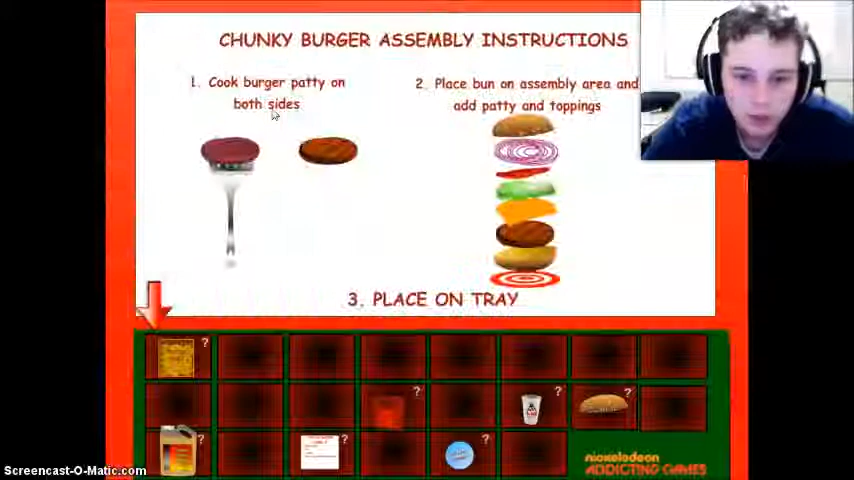 CHUNKY BURGER ASSEMBLY INSTRUCTIONS
1. Cook burger patty on
both sides
2. Place bun on assembly area and
add patty and toppings
3. PLACE ON TRAY
?
?
?
?
?
?
?
nickelodeon
ADDICTING GAMES
Screencast-O-Matic.com